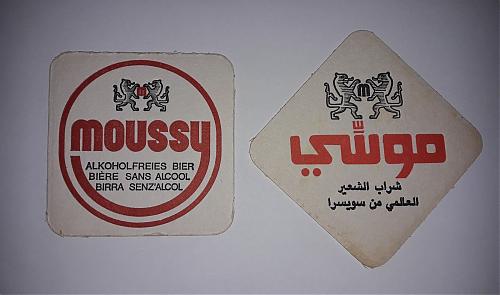 M
moussy
ALKOHOLFREIES BIER
BIÈRE SANS ALCOOL
BIRRA SENZ'ALCOL
M
موسّي
شراب الشعير
العالمي من سويسرا